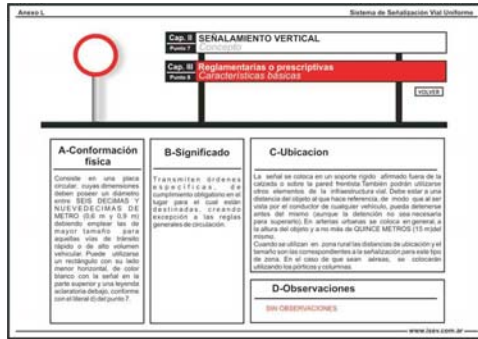 Anexo L
Sistema de Señalización Vial Uniforme
Cap. II
Punto 7
SEÑALAMIENTO VERTICAL
Concepto
Cap. III
Punto 6
Reglamentarias o prescriptivas
Características básicas
VOLVER
A-Conformación
física
Consiste en una placa
circular, cuyas dimensiones
deben poseer un diámetro
entre SEIS DECIMAS Y
NUEVE DECIMAS DE
METRO (0,6 m y 0,9 m)
debiendo emplear las de
mayor tamaño para
aquellas vías de tránsito
rápido o de alto volumen
vehicular. Puede utilizarse
un rectángulo con su lado
menor horizontal, de color
blanco con la señal en la
parte superior y una leyenda
aclaratoria debajo, conforme
con el literal d) del punto 7.
B-Significado
Transmiten órdenes
específicas, de
cumplimiento obligatorio en el
lugar para el cual están
destinadas, creando
excepción a las reglas
generales de circulación.
C-Ubicacion
La señal se coloca en un soporte rígido afirmado fuera de la
calzada o sobre la pared frentista.También podrán utilizarse
otros elementos de la infraestructura vial. Debe estar a una
distancia del objeto al que hace referencia, de modo que al ser
vista por el conductor de cualquier vehículo, pueda detenerse
antes del mismo (aunque la detención no sea necesaria
para superarlo). En arterias urbanas se coloca en general, a
la altura del objeto y a no más de QUINCE METROS (15 m)del
mismo.
Cuando se utilizan en zona rural las distancias de ubicación y el
tamaño son las correspondientes a la señalización para este tipo
de zona. En el caso de que sean aéreas, se colocarán
utilizando los pórticos y columnas.
D-Observaciones
SIN OBSERVACIONES
www.isev.com.ar